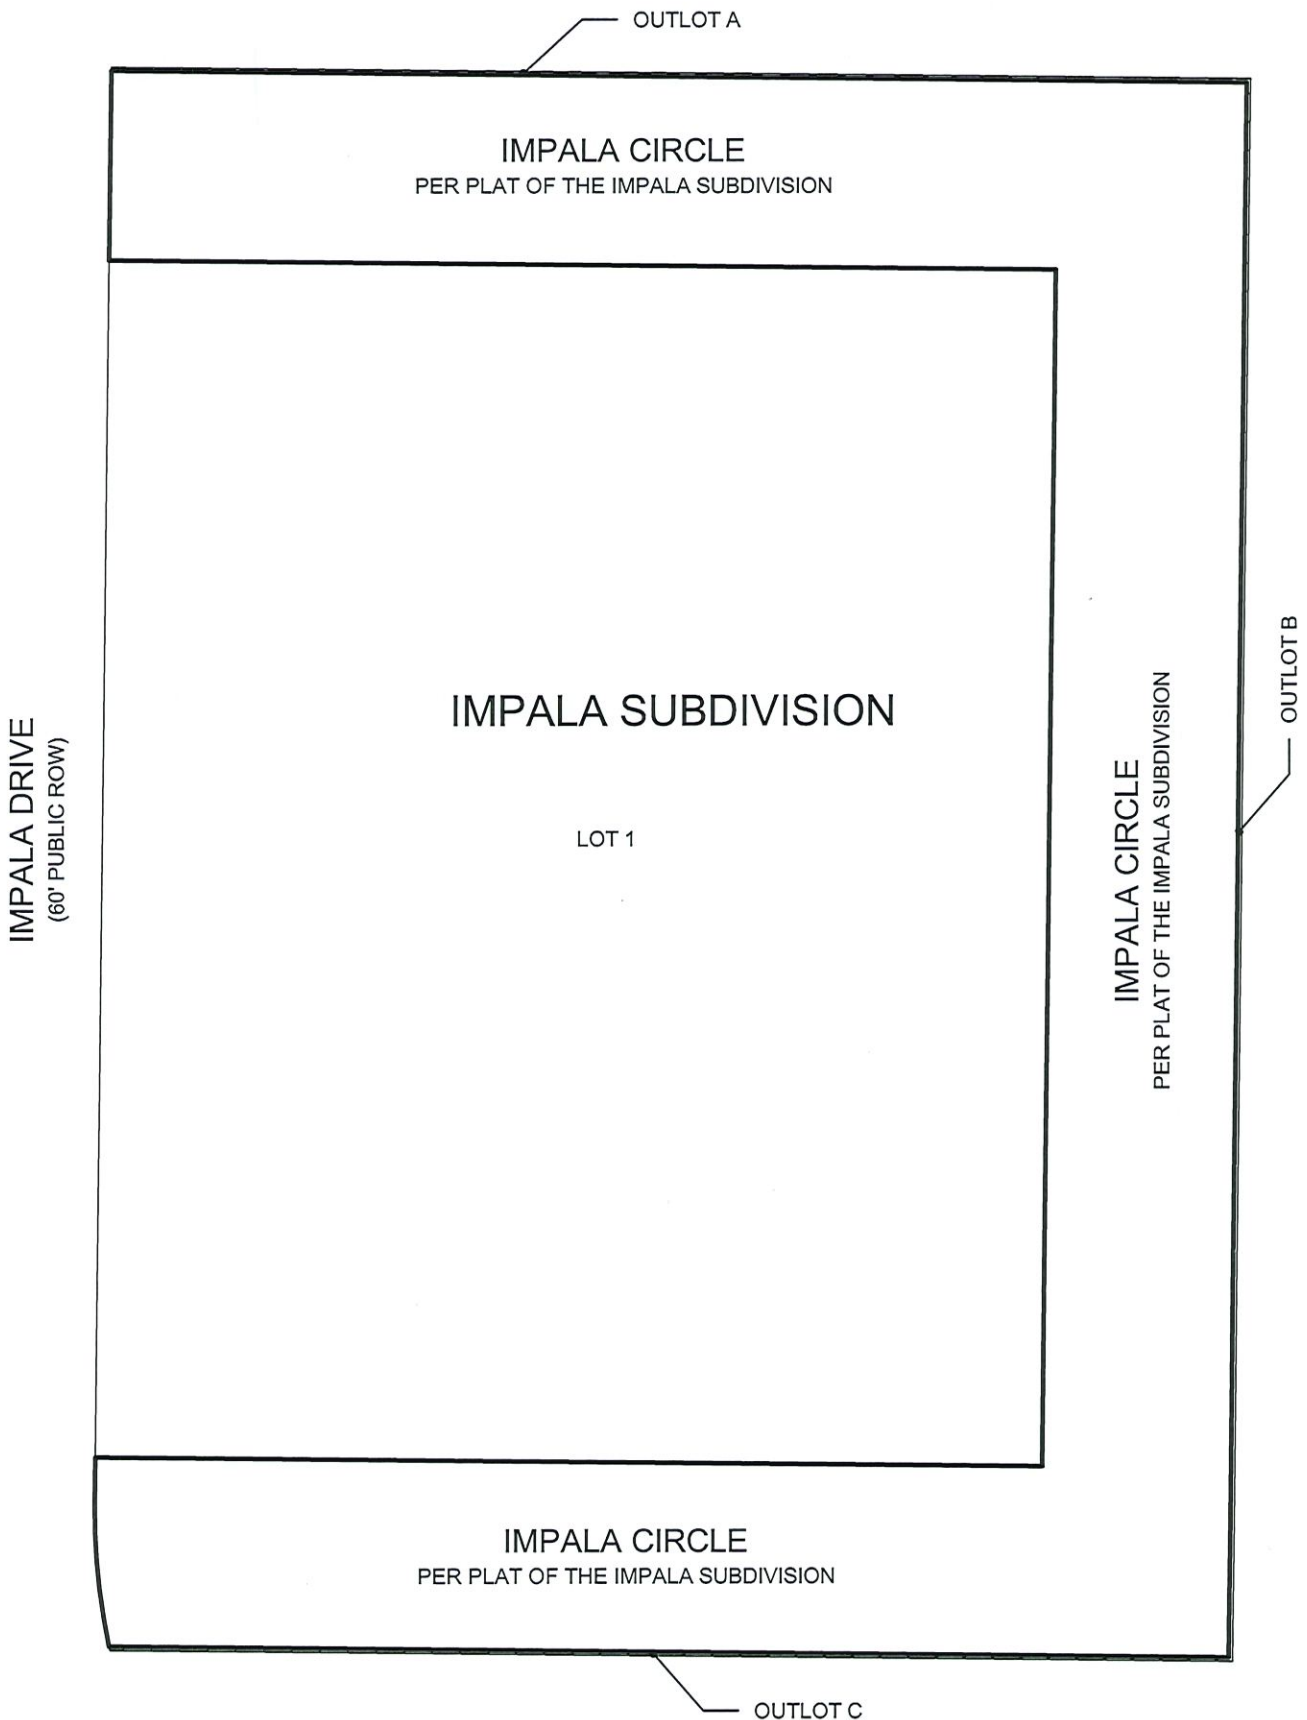 OUTLOT A
IMPALA CIRCLE
PER PLAT OF THE IMPALA SUBDIVISION
IMPALA SUBDIVISION
LOT 1
IMPALA DRIVE
(60' PUBLIC ROW)
IMPALA CIRCLE
PER PLAT OF THE IMPALA SUBDIVISION
OUTLOT B
IMPALA CIRCLE
PER PLAT OF THE IMPALA SUBDIVISION
OUTLOT C